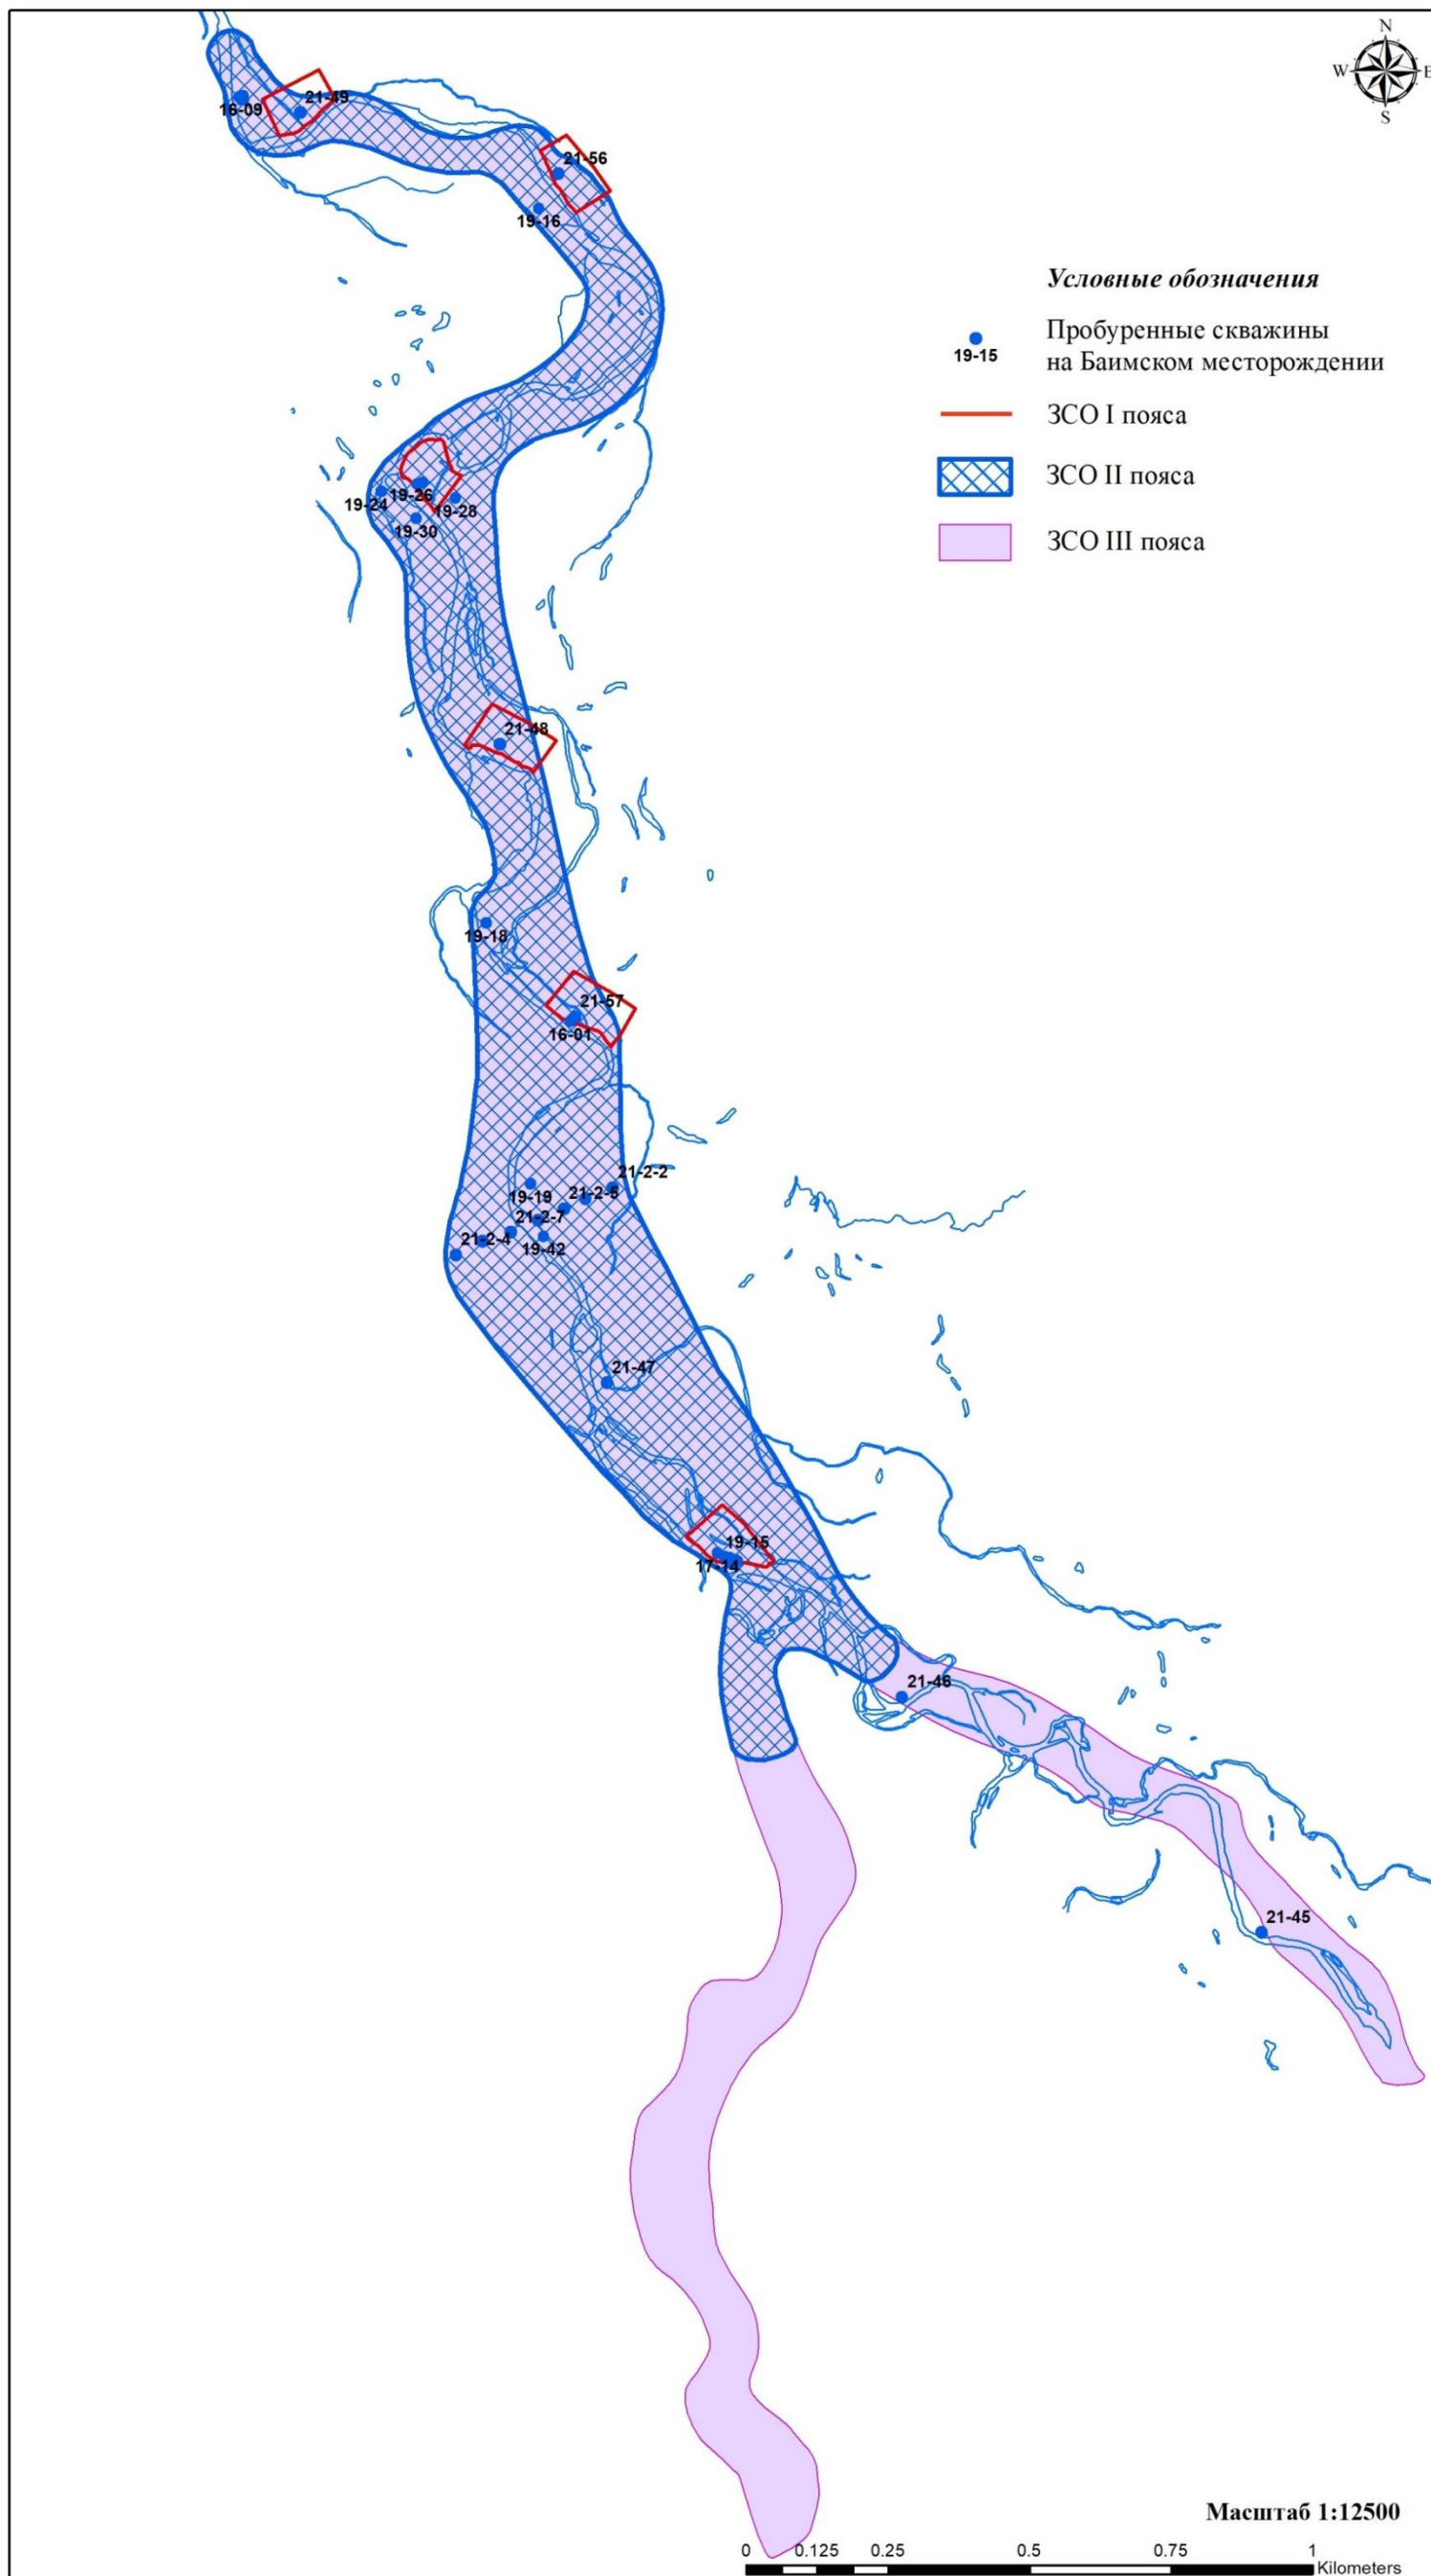 N
W E
S
21-49
16-09
21-56
19-16
Условные обозначения
Пробуренные скважины
на Баимском месторождении
19-15
ЗСО I пояса
ЗСО II пояса
ЗСО III пояса
19-24
19-26
19-28
19-30
21-48
19-18
21-57
16-01
21-2-2
19-19
21-2-5
21-2-7
21-2-4
19-42
21-47
19-15
17-14
21-46
21-45
Масштаб 1:12500
0 0.125 0.25 0.5 0.75 1
Kilometers